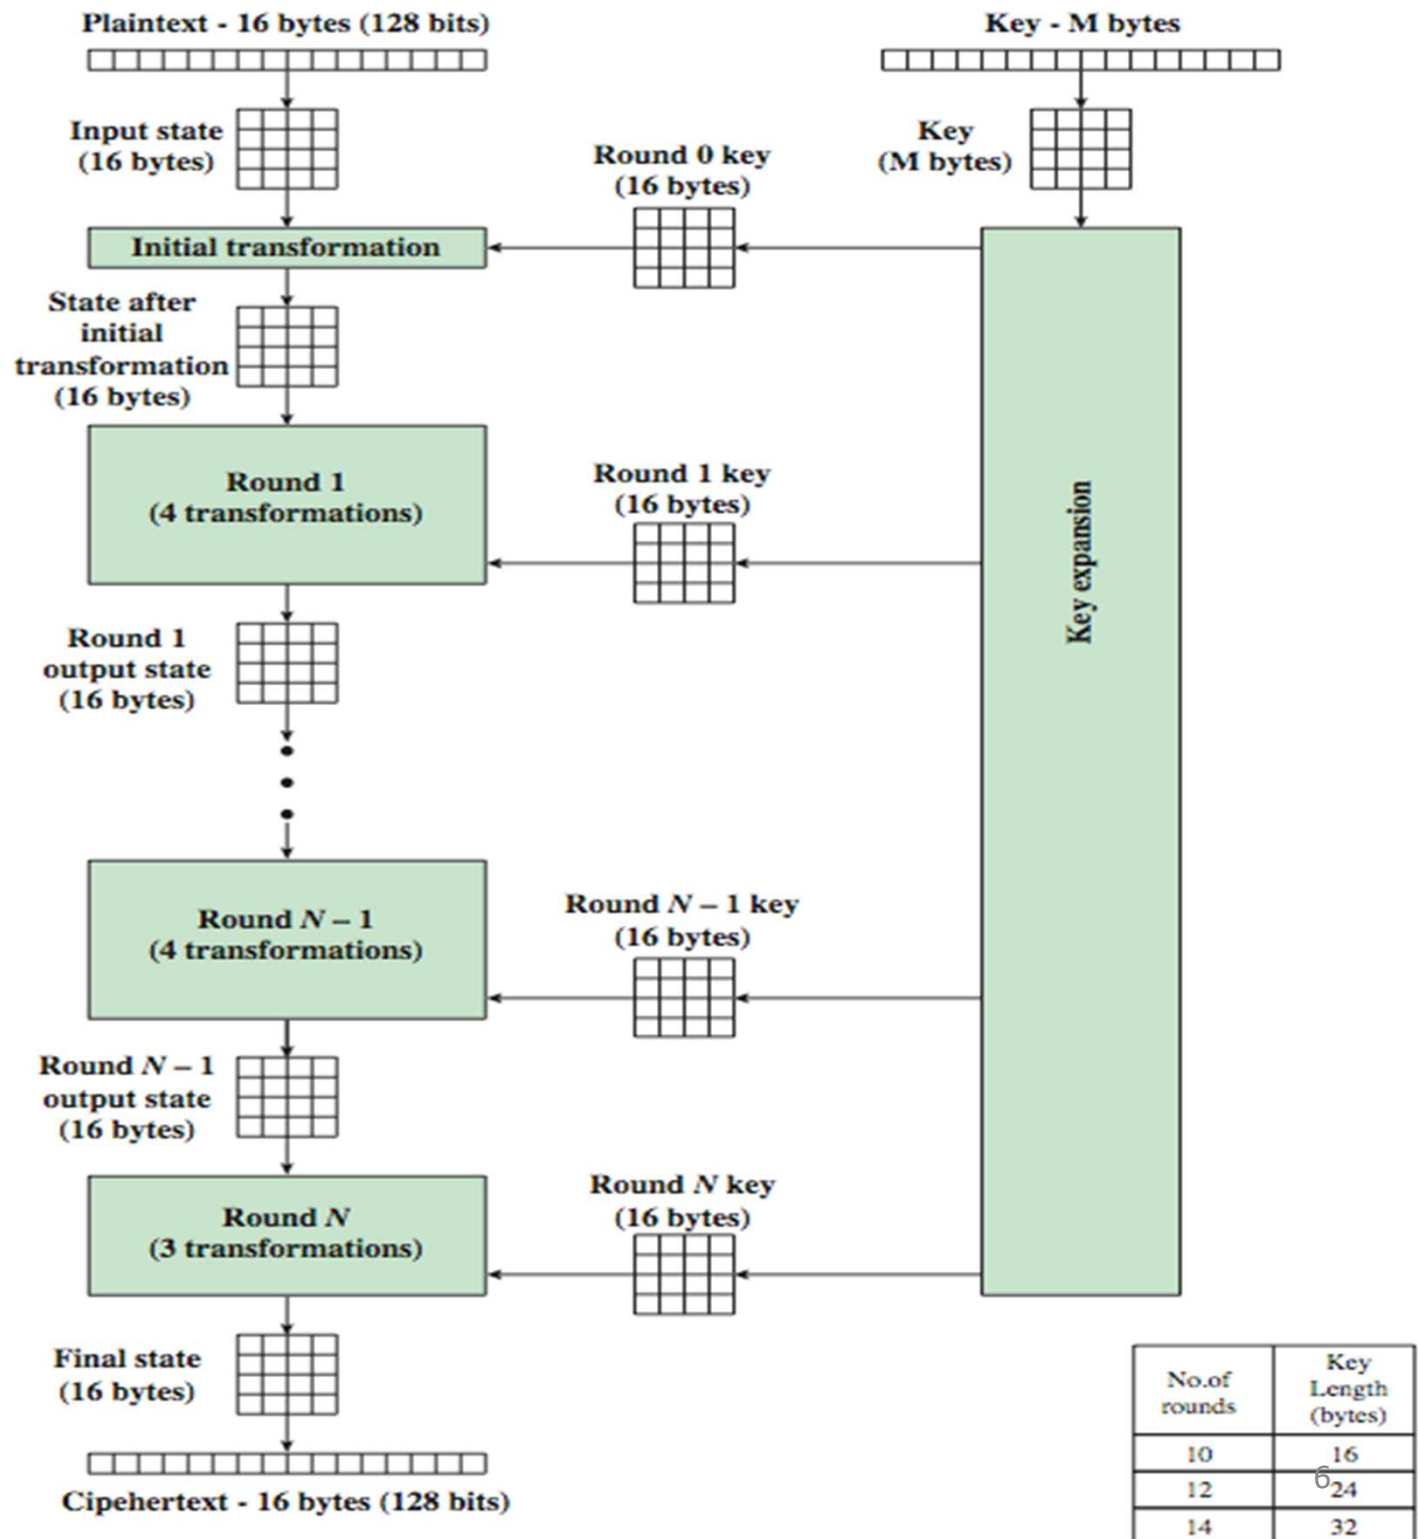 Plaintext - 16 bytes (128 bits)
Key - M bytes
Input state
(16 bytes)
Key
(M bytes)
Round 0 key
(16 bytes)
Initial transformation
State after
initial
transformation
(16 bytes)
Round 1
(4 transformations)
Round 1 key
(16 bytes)
Key expansion
Round 1
output state
(16 bytes)
Round N – 1
(4 transformations)
Round N – 1 key
(16 bytes)
Round N – 1
output state
(16 bytes)
Round N
(3 transformations)
Round N key
(16 bytes)
Final state
(16 bytes)
Cipehertext - 16 bytes (128 bits)
No.of
rounds
Key
Length
(bytes)
10 16
6
12 24
14 32